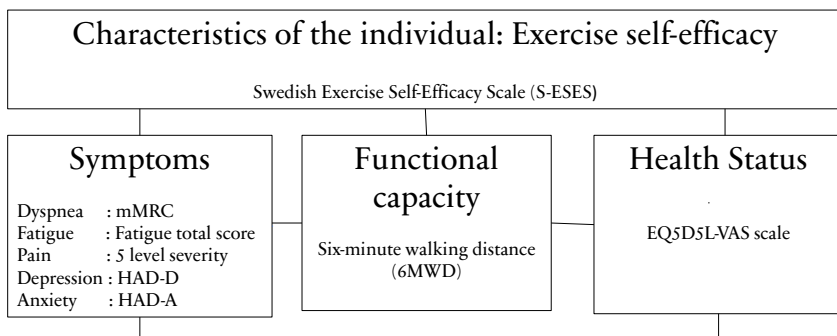 Characteristics of the individual: Exercise self-efficacy
Swedish Exercise Self-Efficacy Scale (S-ESES)
Symptoms
Dyspnea : mMRC
Fatigue : Fatigue total score
Pain : 5 level severity
Depression : HAD-D
Anxiety : HAD-A
Functional
capacity
Six-minute walking distance
(6MWD)
Health Status
EQ5D5L-VAS scale